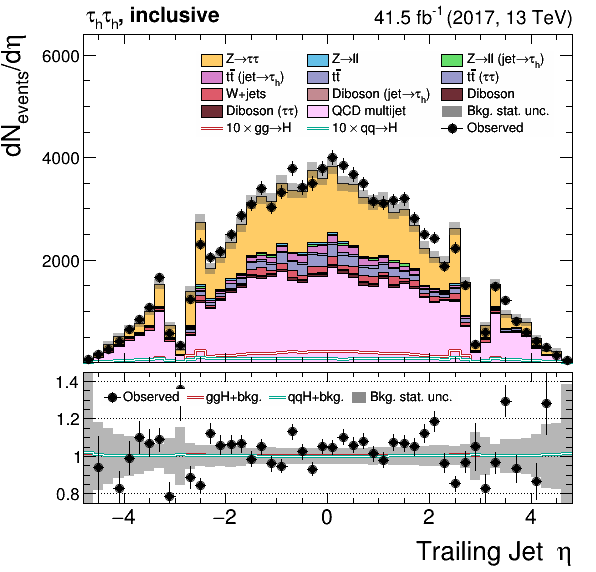 τhτh, inclusive 41.5 fb-1 (2017, 13 TeV)
dNevents/dη
6000
4000
2000
Z→ττ Z→ll Z→ll (jet→τh)
tt̄ (jet→τh) tt̄ tt̄ (ττ)
W+jets Diboson (jet→τh) Diboson
Diboson (ττ) QCD multijet Bkg. stat. unc.
10 × gg→H 10 × qq→H Observed
1.4
1.2
1
0.8
Observed ggH+bkg. qqH+bkg. Bkg. stat. unc.
−4 −2 0 2 4
Trailing Jet η